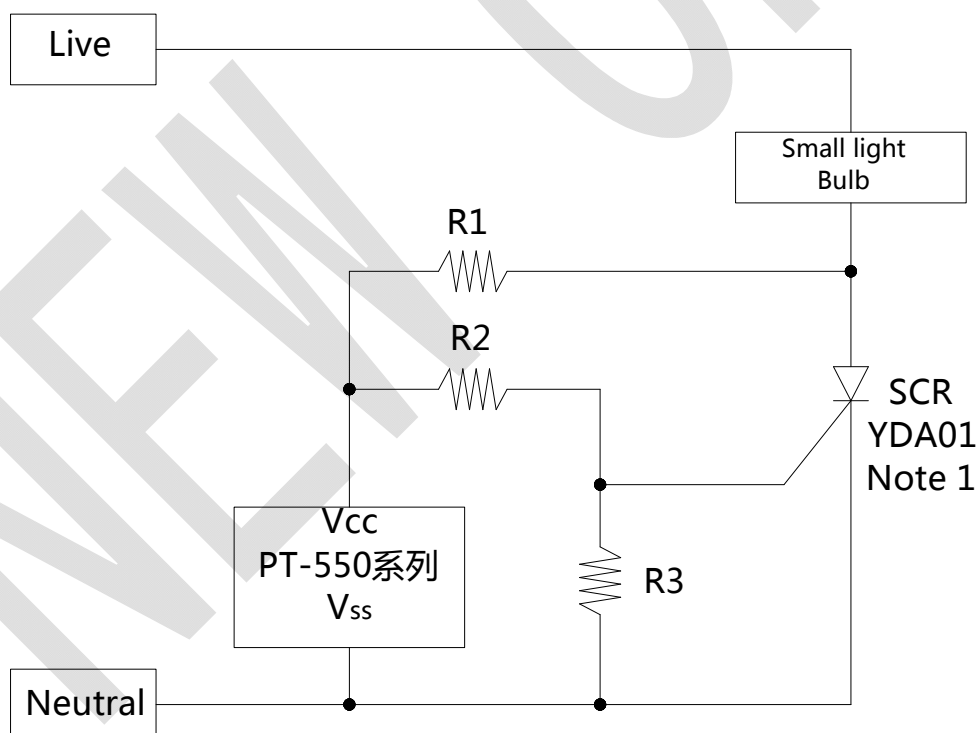 Live
Small light
Bulb
R1
R2
SCR
YDA01
Note 1
Vcc
PT-550系列
Vss
R3
Neutral